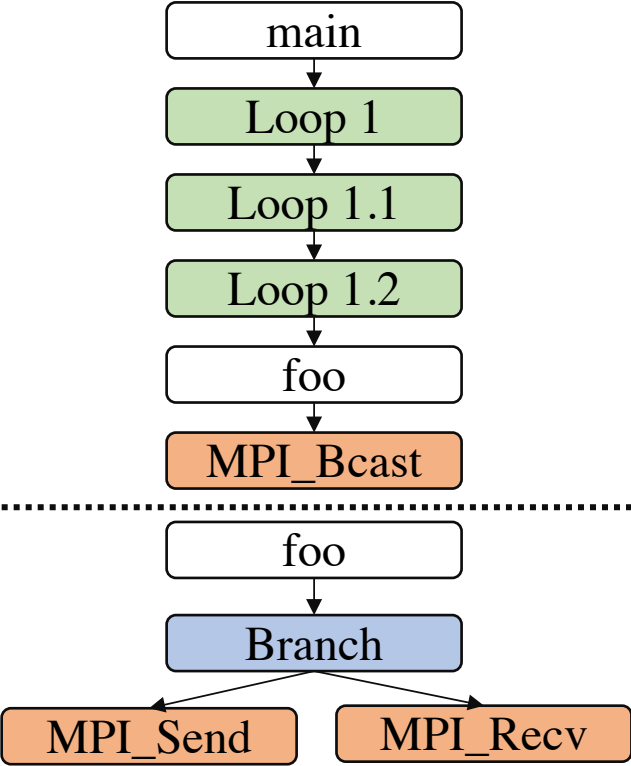 main
Loop 1
Loop 1.1
Loop 1.2
foo
MPI_Bcast
foo
Branch
MPI_Send
MPI_Recv